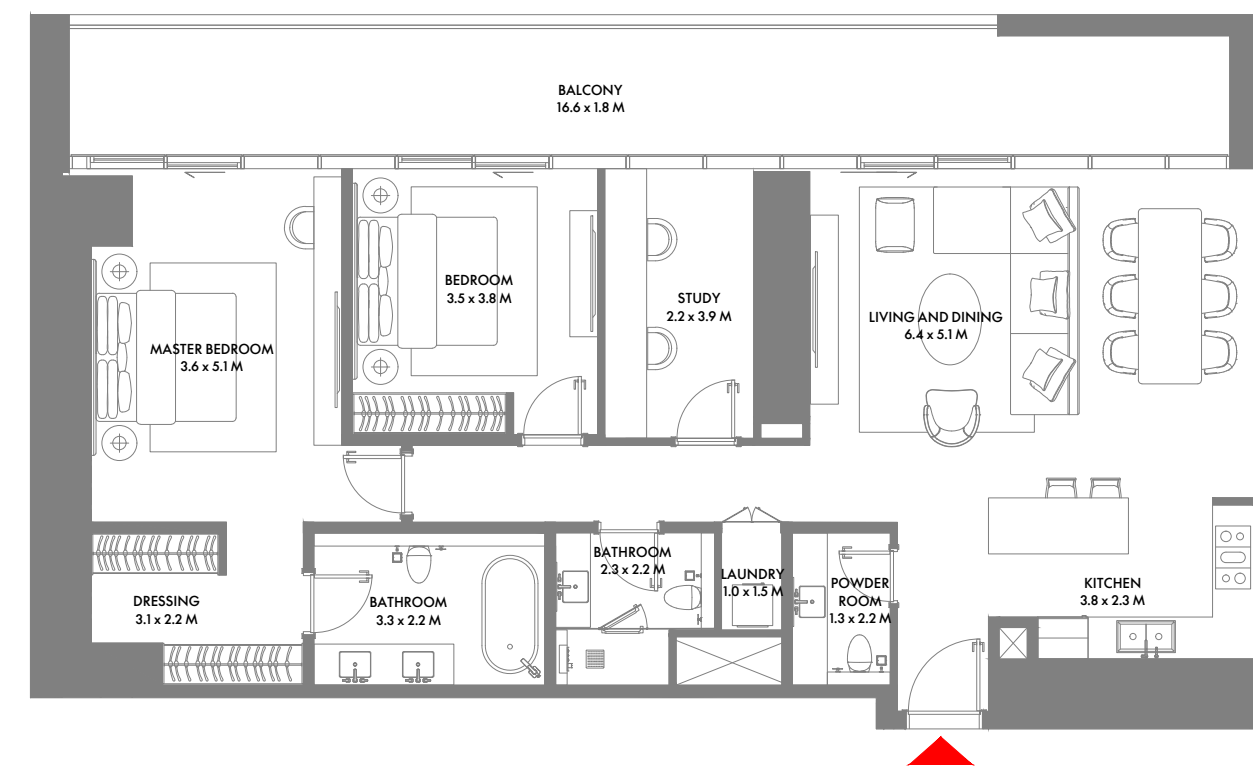 BALCONY
16.6 x 1.8 M
BEDROOM
3.5 x 3.8 M
STUDY
2.2 x 3.9 M
LIVING AND DINING
6.4 x 5.1 M
MASTER BEDROOM
3.6 x 5.1 M
DRESSING
3.1 x 2.2 M
BATHROOM
3.3 x 2.2 M
BATHROOM
2.3 x 2.2 M
LAUNDRY
1.0 x 1.5 M
POWDER
ROOM
1.3 x 2.2 M
KITCHEN
3.8 x 2.3 M